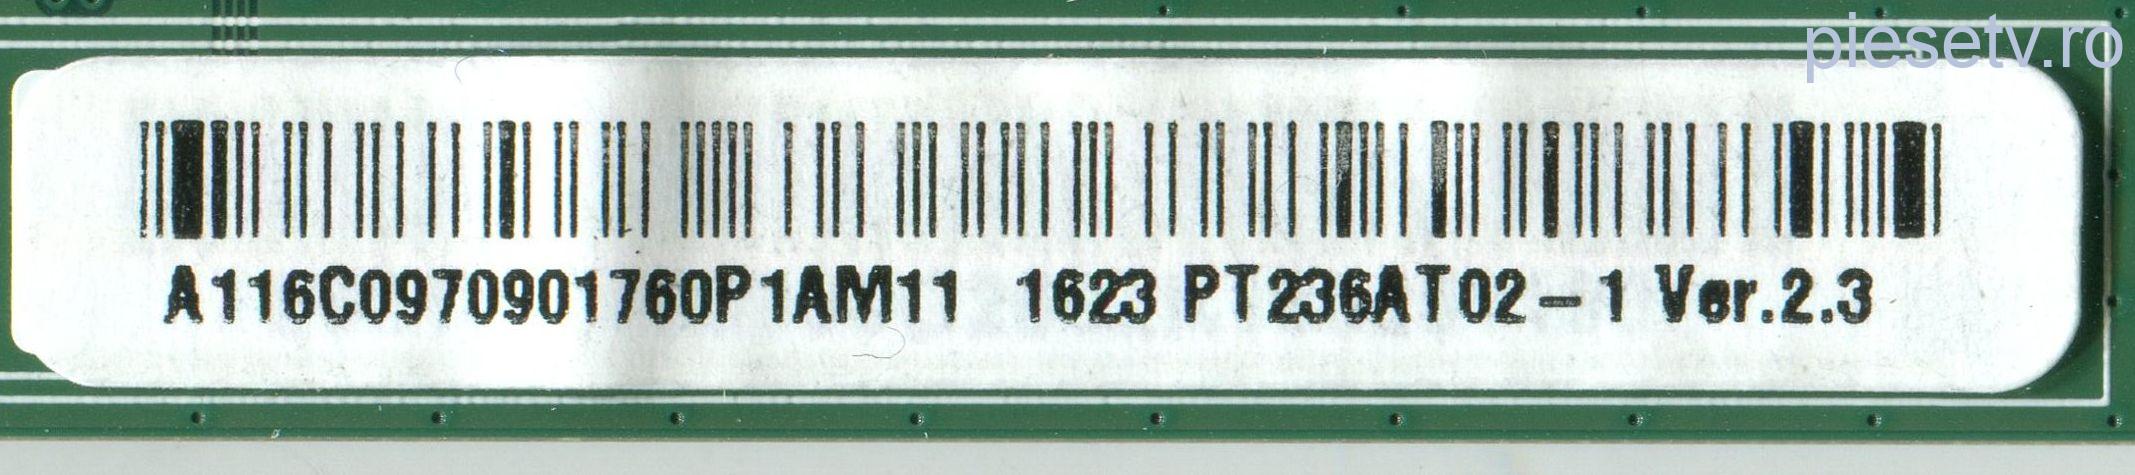 piesetv.ro
A116C0970901760P1AM11 1623 PT236AT02-1 Ver.2.3